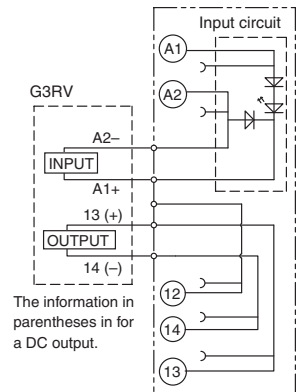 Input circuit
A1
G3RV
A2
A2–
INPUT
A1+
13 (+)
OUTPUT
14 (–)
12
The information in
parentheses in for
a DC output.
14
13